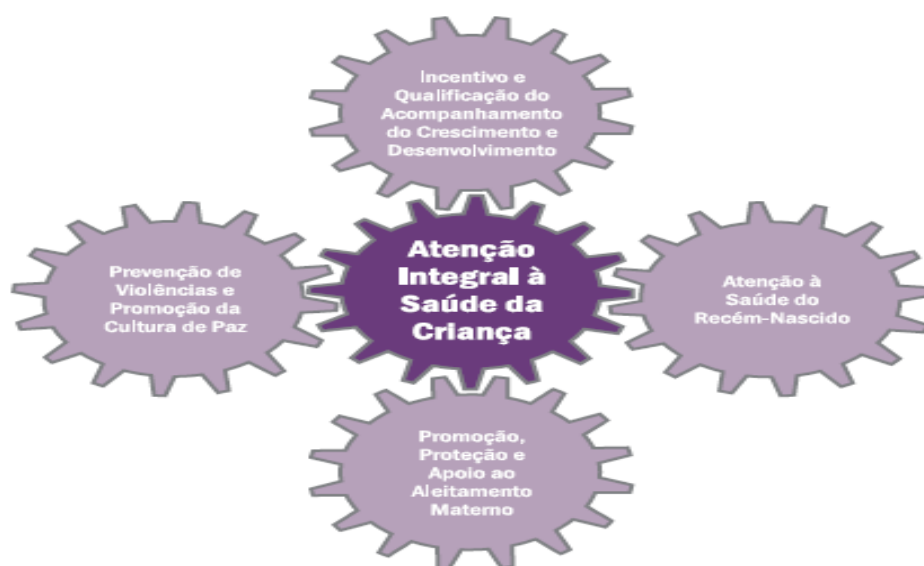 Incentivo e
Qualificação do
Acompanhamento
do Crescimento e
Desenvolvimento
Prevenção de
Violências e
Promoção da
Cultura de Paz
Atenção
Integral à
Saúde da
Criança
Atenção à
Saúde do
Recém-Nascido
Promoção,
Proteção e
Apoio ao
Aleitamento
Materno